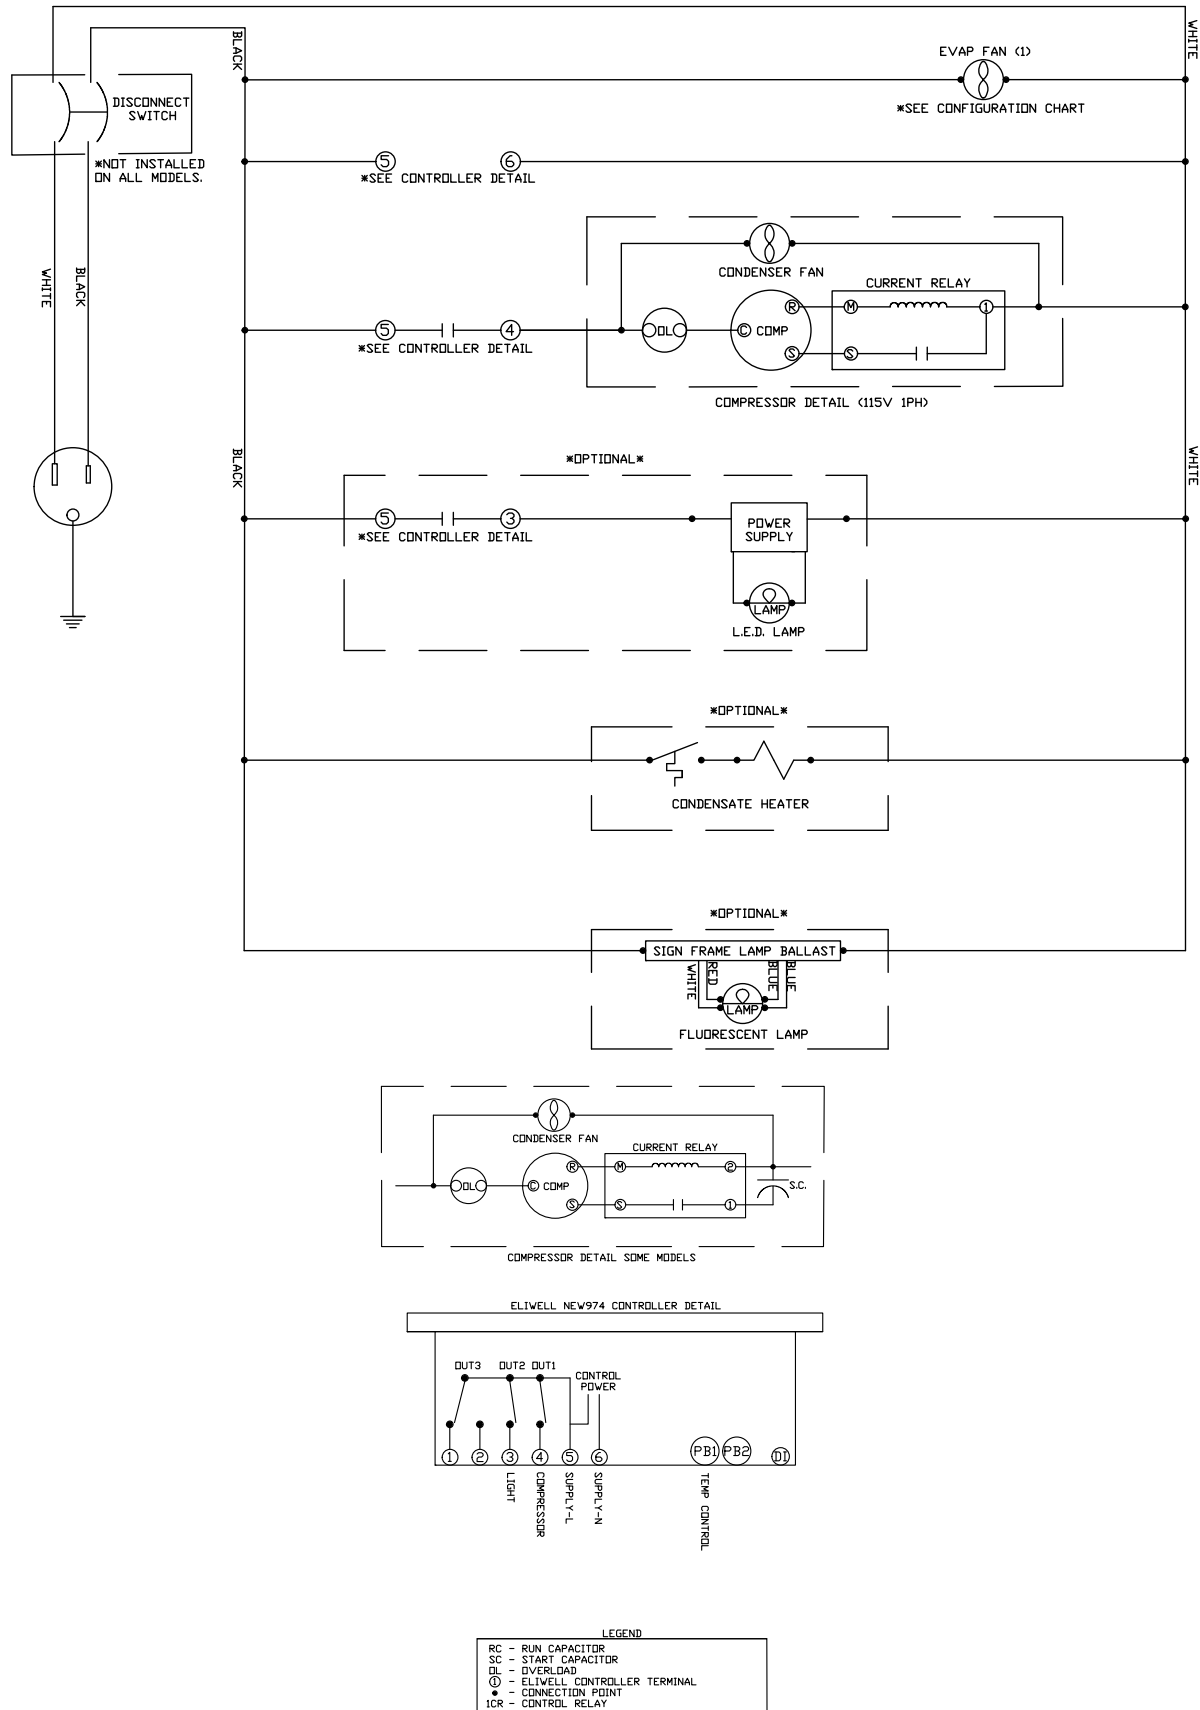 BLACK
WHITE
EVAP FAN (1)
*SEE CONFIGURATION CHART
DISCONNECT
SWITCH
*NOT INSTALLED
ON ALL MODELS.
5
6
*SEE CONTROLLER DETAIL
WHITE
BLACK
CONDENSER FAN
CURRENT RELAY
R
M
1
5
4
OL
C COMP
S
S
*SEE CONTROLLER DETAIL
COMPRESSOR DETAIL (115V 1PH)
BLACK
WHITE
*OPTIONAL*
5
3
*SEE CONTROLLER DETAIL
POWER
SUPPLY
LAMP
L.E.D. LAMP
*OPTIONAL*
CONDENSATE HEATER
*OPTIONAL*
SIGN FRAME LAMP BALLAST
WHITE
RED
BLUE
BLUE
LAMP
FLUORESCENT LAMP
CONDENSER FAN
CURRENT RELAY
R
M
2
OL
C COMP
S.C.
S
S
1
COMPRESSOR DETAIL SOME MODELS
ELIWELL NEW974 CONTROLLER DETAIL
OUT3
OUT2
OUT1
CONTROL
POWER
1
2
3
4
5
6
PB1
PB2
DI
LIGHT
COMPRESSOR
SUPPLY-L
SUPPLY-N
TEMP CONTROL
LEGEND
RC - RUN CAPACITOR
SC - START CAPACITOR
OL - OVERLOAD
1 - ELIWELL CONTROLLER TERMINAL
● - CONNECTION POINT
1CR - CONTROL RELAY